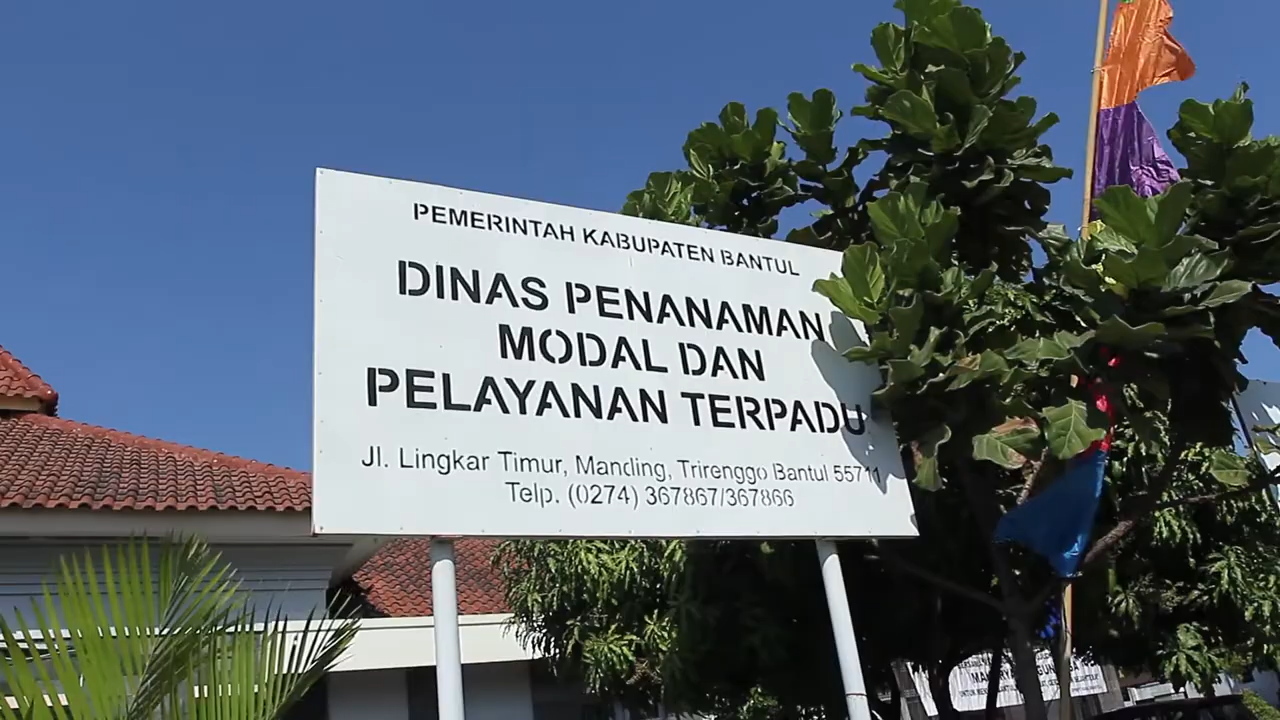 PEMERINTAH KABUPATEN BANTUL
DINAS PENANAMAN
MODAL DAN
PELAYANAN TERPADU
Jl. Lingkar Timur, Manding, Trirenggo Bantul 55711
Telp. (0274) 367867/367866